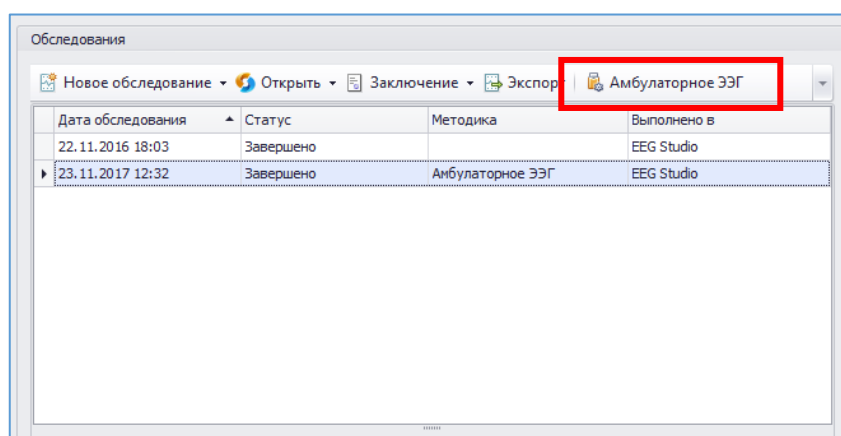 Обследования
Новое обследование Открыть Заключение Экспорт Амбулаторное ЭЭГ
Дата обследования Статус Методика Выполнено в
22.11.2016 18:03 Завершено EEG Studio
23.11.2017 12:32 Завершено Амбулаторное ЭЭГ EEG Studio